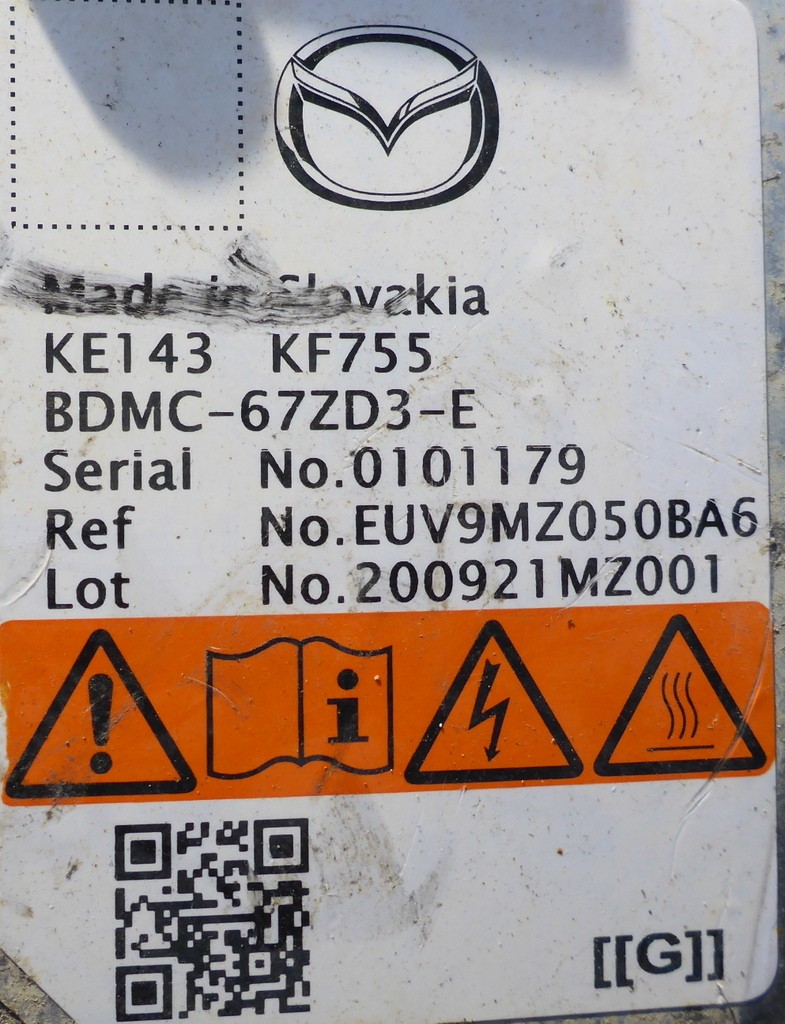 Made in Slovakia
KE143 KF755
BDMC-67ZD3-E
Serial No.0101179
Ref No.EUV9MZ050BA6
Lot No.200921MZ001
[[G]]